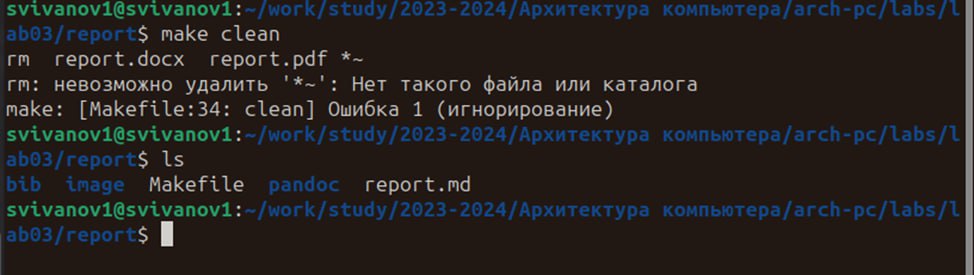 svivanov1@svivanov1:~/work/study/2023-2024/Архитектура компьютера/arch-pc/labs/l
ab03/report$ make clean
rm  report.docx  report.pdf *~
rm: невозможно удалить '*~': Нет такого файла или каталога
make: [Makefile:34: clean] Ошибка 1 (игнорирование)
svivanov1@svivanov1:~/work/study/2023-2024/Архитектура компьютера/arch-pc/labs/l
ab03/report$ ls
bib  image  Makefile  pandoc  report.md
svivanov1@svivanov1:~/work/study/2023-2024/Архитектура компьютера/arch-pc/labs/l
ab03/report$